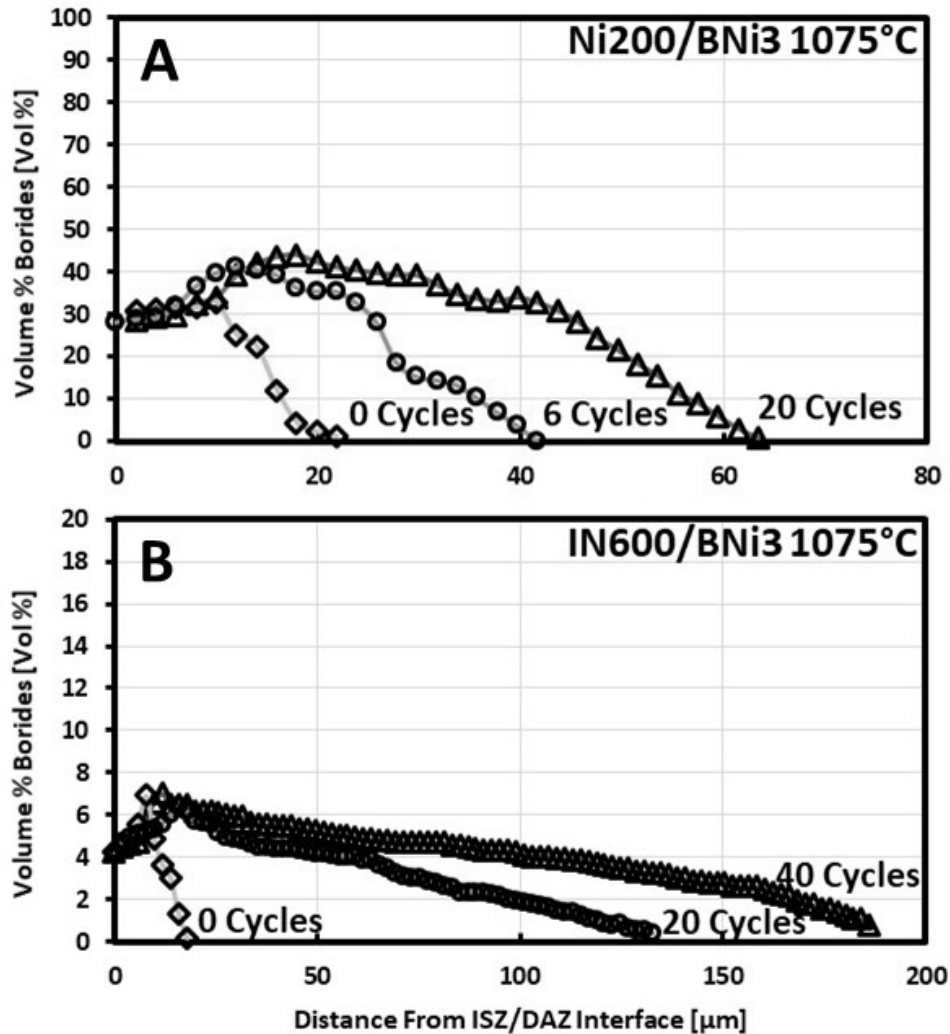 A
Ni200/BNi3 1075°C
Volume % Borides [Vol %]
100
90
80
70
60
50
40
30
20
10
0
0 Cycles
6 Cycles
20 Cycles
0
20
40
60
80
B
IN600/BNi3 1075°C
Volume % Borides [Vol %]
20
18
16
14
12
10
8
6
4
2
0
0 Cycles
20 Cycles
40 Cycles
0
50
100
150
200
Distance From ISZ/DAZ Interface [µm]